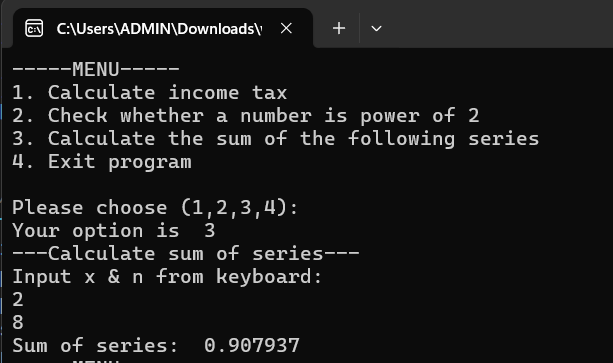 C:\Users\ADMIN\Downloads\
-----MENU-----
1. Calculate income tax
2. Check whether a number is power of 2
3. Calculate the sum of the following series
4. Exit program
Please choose (1,2,3,4):
Your option is  3
---Calculate sum of series---
Input x & n from keyboard:
2
8
Sum of series:  0.907937